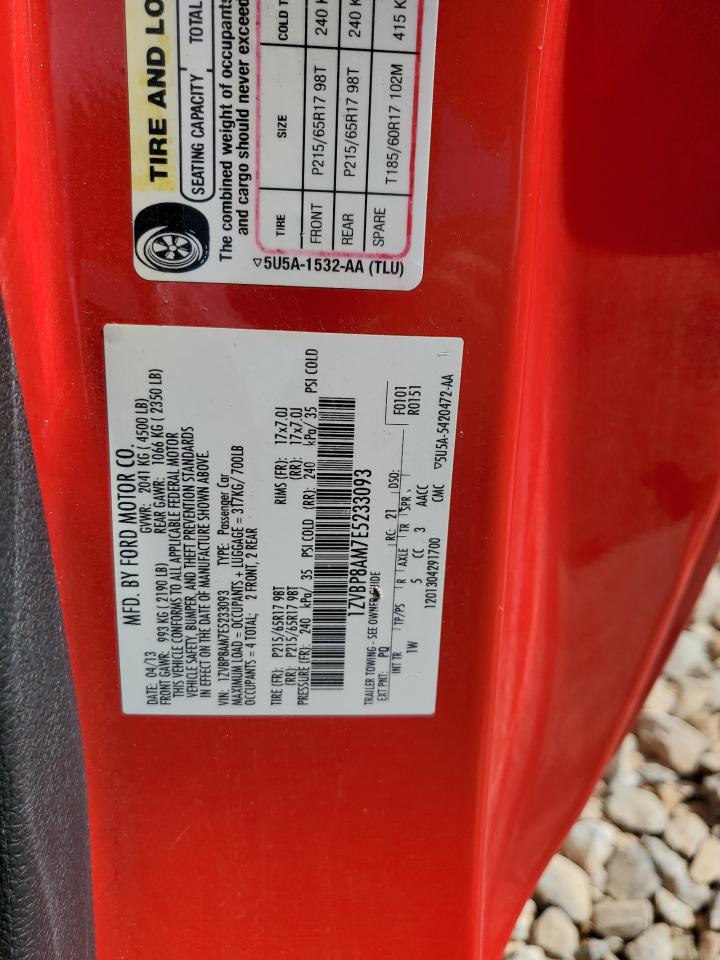 TIRE AND LO
SEATING CAPACITY TOTAL
The combined weight of occupants
and cargo should never exceed
TIRE SIZE COLD T
FRONT P215/65R17 98T 240 K
REAR P215/65R17 98T 240 K
SPARE T185/60R17 102M 415 K
5U5A-1532-AA (TLU)
MFD. BY FORD MOTOR CO.
DATE: 04/13 GVWR: 2041 KG ( 4500 LB)
FRONT GAWR: 993 KG ( 2190 LB) REAR GAWR: 1066 KG ( 2350 LB)
THIS VEHICLE CONFORMS TO ALL APPLICABLE FEDERAL MOTOR
VEHICLE SAFETY, BUMPER, AND THEFT PREVENTION STANDARDS
IN EFFECT ON THE DATE OF MANUFACTURE SHOWN ABOVE.
VIN: 1ZVBP8AM7E5233093 TYPE: Passenger Car
MAXIMUM LOAD = OCCUPANTS + LUGGAGE = 317KG/ 700LB
OCCUPANTS = 4 TOTAL; 2 FRONT, 2 REAR
TIRE (FR): P215/65R17 98T RIMS (FR): 17x7.0J
(RR): P215/65R17 98T (RR): 17x7.0J
PRESSURE (FR): 240 kPa/ 35 PSI COLD (RR): 240 kPa/ 35 PSI COLD
1ZVBP8AM7E5233093
TRAILER TOWING - SEE OWNER GUIDE
EXT PNT: PQ RC: 21 DSO: F0101
R0151
INT TR TP/PS R AXLE TR SPR
1W 5 CC 3 AACC
1201304291700 CMC 5U5A-5420472-AA